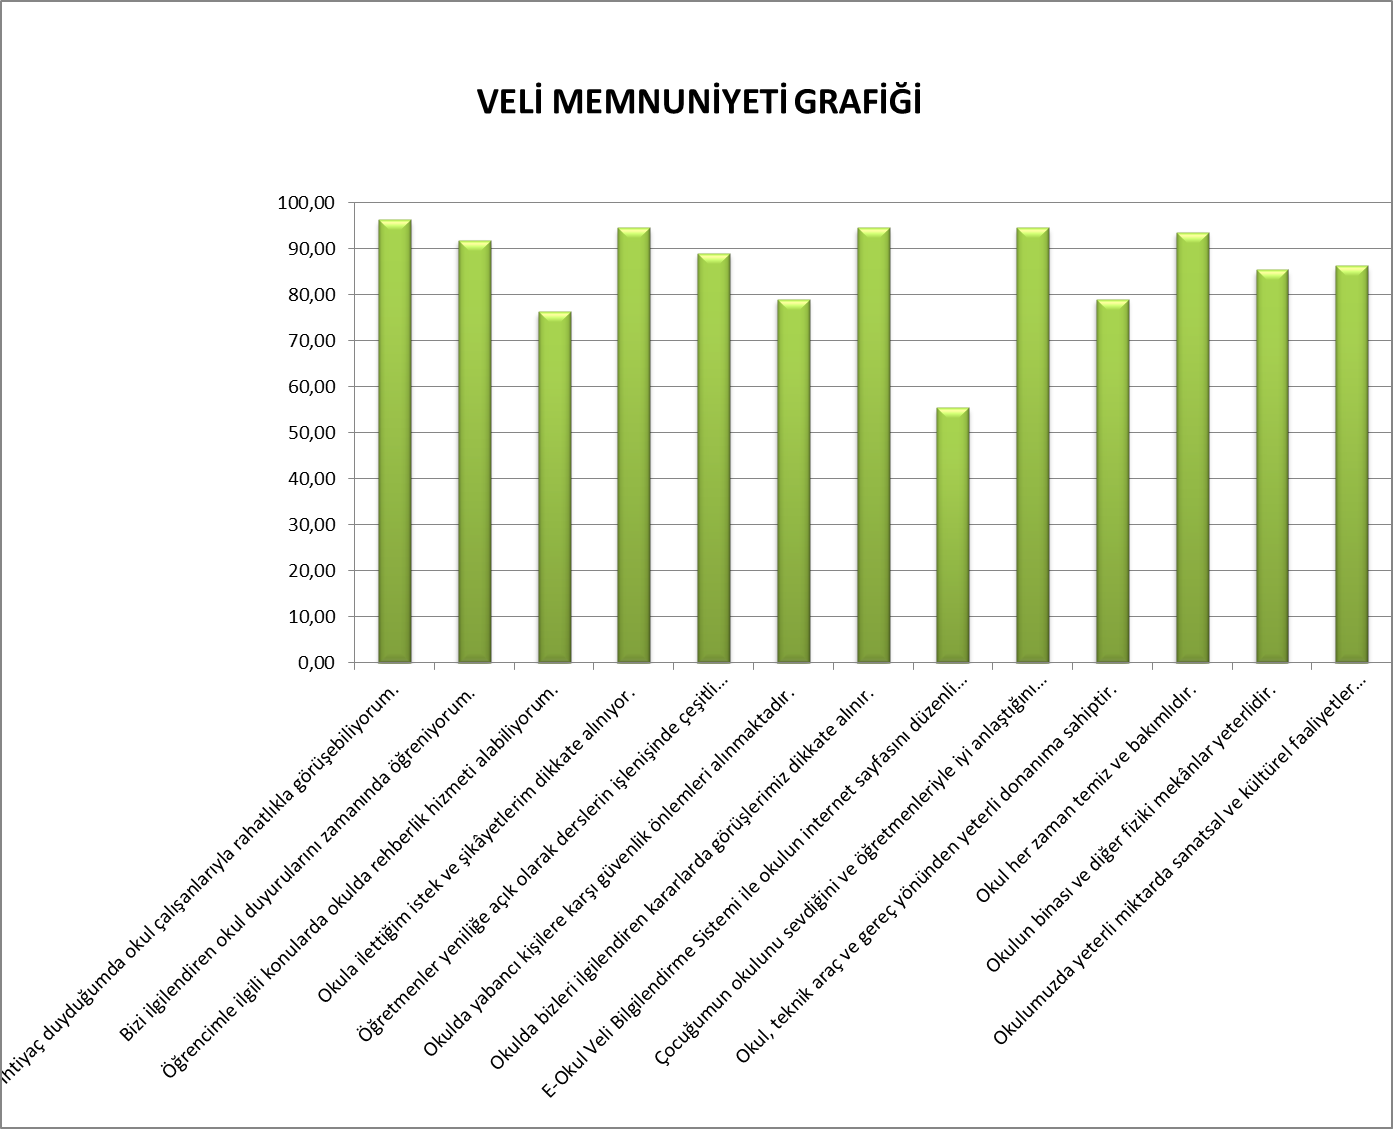 VELİ MEMNUNİYETİ GRAFİĞİ
100,00
90,00
80,00
70,00
60,00
50,00
40,00
30,00
20,00
10,00
0,00
İhtiyaç duyduğumda okul çalışanlarıyla rahatlıkla görüşebiliyorum.
Bizi ilgilendiren okul duyurularını zamanında öğreniyorum.
Öğrencimle ilgili konularda okulda rehberlik hizmeti alabiliyorum.
Okula ilettiğim istek ve şikâyetlerim dikkate alınıyor.
Öğretmenler yeniliğe açık olarak derslerin işlenişinde çeşitli...
Okulda yabancı kişilere karşı güvenlik önlemleri alınmaktadır.
Okulda bizleri ilgilendiren kararlarda görüşlerimiz dikkate alınır.
E-Okul Veli Bilgilendirme Sistemi ile okulun internet sayfasını düzenli...
Çocuğumun okulunu sevdiğini ve öğretmenleriyle iyi anlaştığını...
Okul, teknik araç ve gereç yönünden yeterli donanıma sahiptir.
Okul her zaman temiz ve bakımlıdır.
Okulun binası ve diğer fiziki mekânlar yeterlidir.
Okulumuzda yeterli miktarda sanatsal ve kültürel faaliyetler...